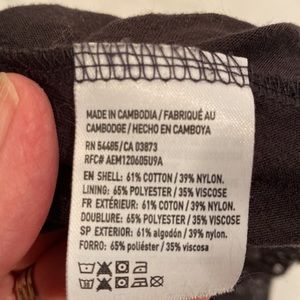 MADE IN CAMBODIA / FABRIQUÉ AU
CAMBODGE / HECHO EN CAMBOYA
RN 54485/CA 03873
RFC# AEM120605U9A
EN SHELL: 61% COTTON / 39% NYLON.
LINING: 65% POLYESTER / 35% VISCOSE
FR EXTÉRIEUR: 61% COTON / 39% NYLON.
DOUBLURE: 65% POLYESTER / 35% VISCOSE
SP EXTERIOR: 61% algodón / 39% nylon.
FORRO: 65% poliéster / 35% viscosa